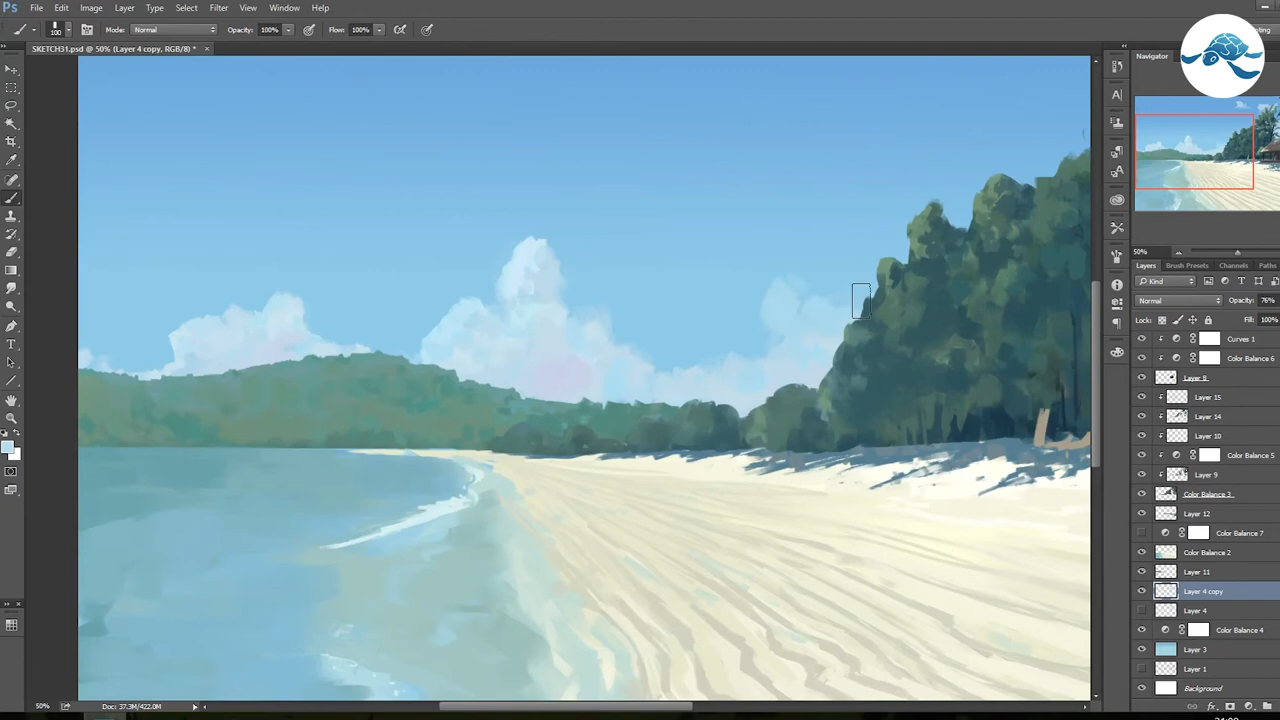 Ps File Edit Image Layer Type Select Filter View Window Help
100 Mode: Normal Opacity: 100% Flow: 100%
SKETCH31.psd @ 50% (Layer 4 copy, RGB/8) * ×
Navigator
50%
Layers Brush Presets Channels Paths
Kind
Normal Opacity: 76%
Lock: Fill: 100%
Curves 1
Color Balance 6
Layer 8
Layer 15
Layer 14
Layer 10
Color Balance 5
Layer 9
Color Balance 3
Layer 12
Color Balance 7
Color Balance 2
Layer 11
Layer 4 copy
Layer 4
Color Balance 4
Layer 3
Layer 1
Background
50% Doc: 37.3M/422.0M